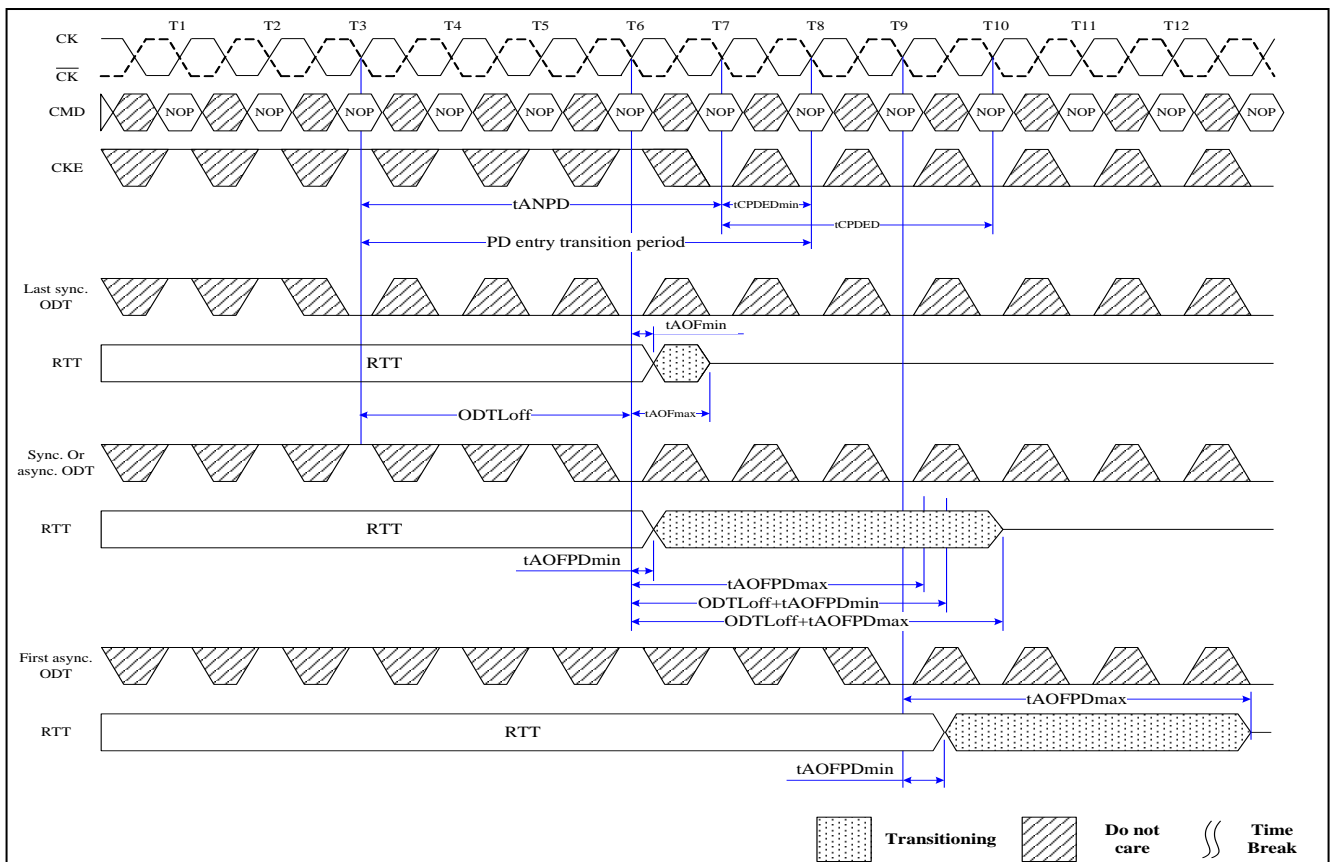 T1 T2 T3 T4 T5 T6 T7 T8 T9 T10 T11 T12
CK
CK
CMD NOP NOP NOP NOP NOP NOP NOP NOP NOP NOP NOP NOP NOP
CKE
tANPD tCPDEDmin
tCPDED
PD entry transition period
Last sync.
ODT
tAOFmin
RTT RTT
ODTLoff tAOFmax
Sync. Or
async. ODT
RTT RTT
tAOFPDmin
tAOFPDmax
ODTLoff+tAOFPDmin
ODTLoff+tAOFPDmax
First async.
ODT
tAOFPDmax
RTT RTT
tAOFPDmin
Transitioning
Do not
care
Time
Break